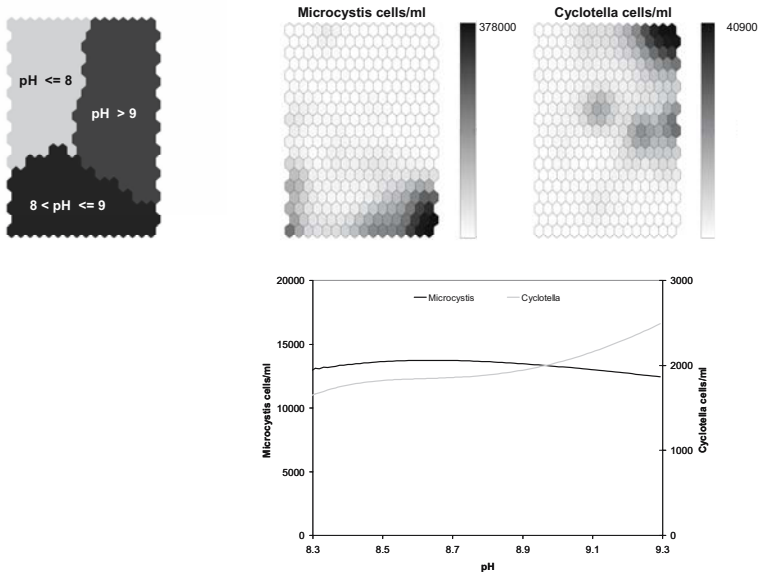 pH <= 8
pH > 9
8 < pH <= 9
Microcystis cells/ml
378000
Cyclotella cells/ml
40900
20000
15000
10000
5000
0
Microcystis cells/ml
Microcystis
Cyclotella
3000
2000
1000
0
Cyclotella cells/ml
8.3
8.5
8.7
8.9
9.1
9.3
pH